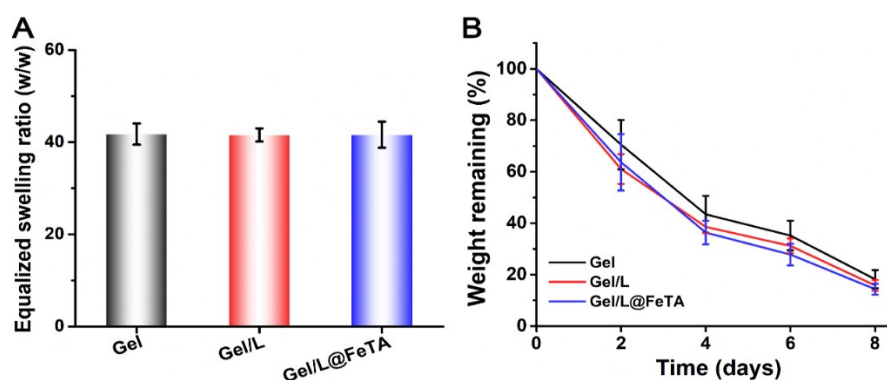 A
Equalized swelling ratio (w/w)
60
40
20
0
Gel
Gel/L
Gel/L@FeTA
B
Weight remaining (%)
100
80
60
40
20
0
Gel
Gel/L
Gel/L@FeTA
0
2
4
6
8
Time (days)